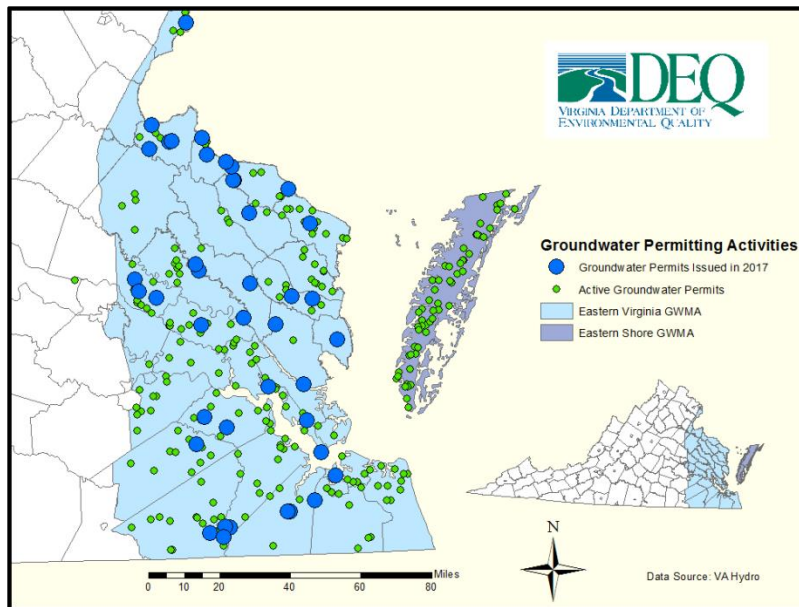 DEQ
VIRGINIA DEPARTMENT OF
ENVIRONMENTAL QUALITY
Groundwater Permitting Activities
Groundwater Permits Issued in 2017
Active Groundwater Permits
Eastern Virginia GWMA
Eastern Shore GWMA
N
Miles
0 10 20 40 60 80
Data Source: VA Hydro